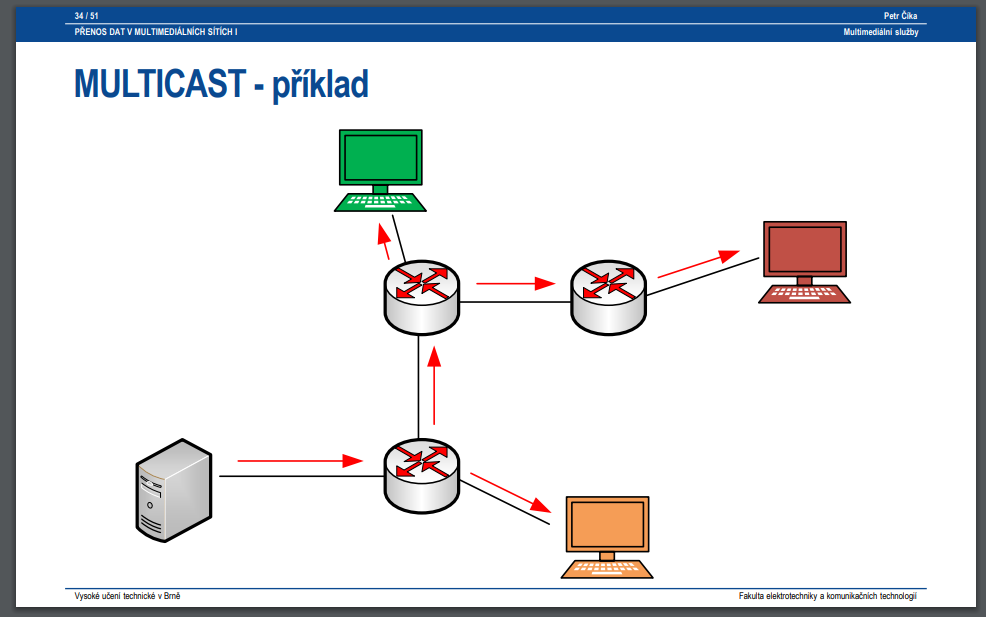 34 / 51
Petr Číka
PŘENOS DAT V MULTIMEDIÁLNÍCH SÍTÍCH I
Multimediální služby
MULTICAST - příklad
Vysoké učení technické v Brně
Fakulta elektrotechniky a komunikačních technologií